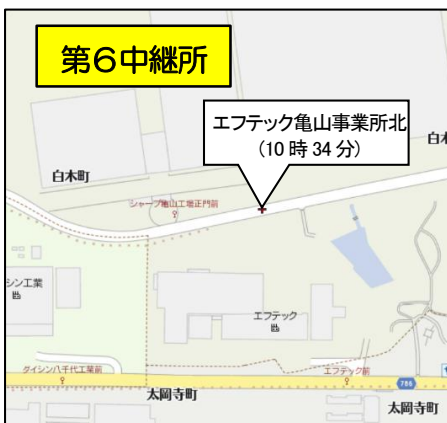 第6中継所
エフテック亀山事業所北
(10時34分)
白木
白木町
シャープ亀山工場正門前
シン工業
エフテック
ダイシン八千代工業前
エフテック前
786
太岡寺町
太岡寺町